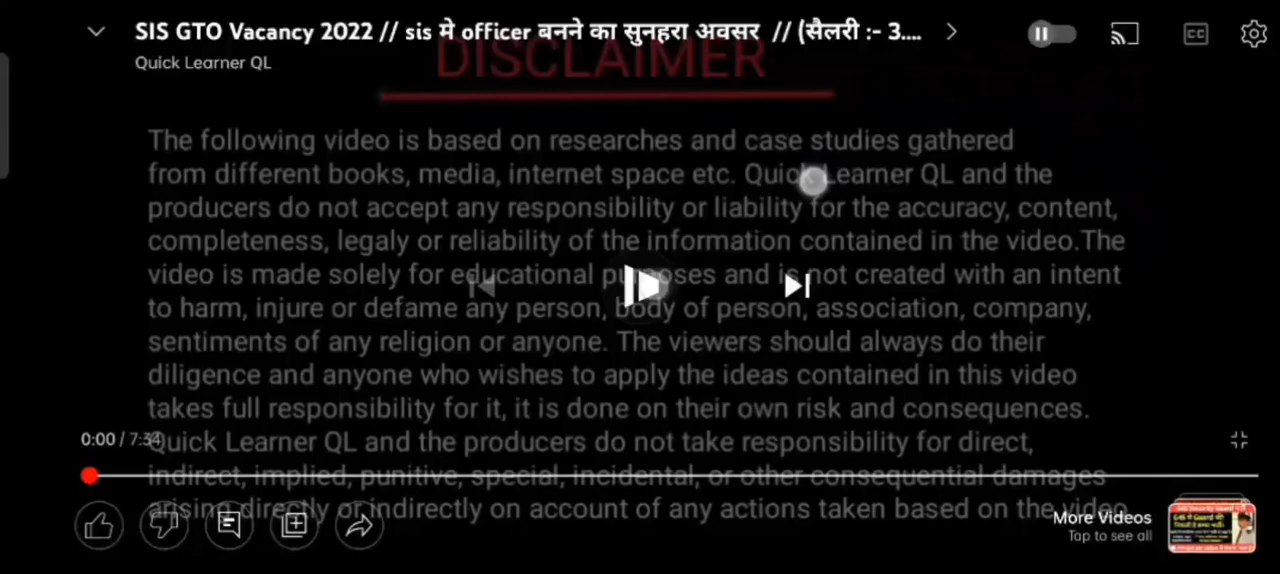 SIS GTO Vacancy 2022 // sis मे officer बनने का सुनहरा अवसर // (सैलरी :- 3....
Quick Learner QL
CC
DISCLAIMER
The following video is based on researches and case studies gathered
from different books, media, internet space etc. Quick Learner QL and the
producers do not accept any responsibility or liability for the accuracy, content,
completeness, legaly or reliability of the information contained in the video.The
video is made solely for educational purposes and is not created with an intent
to harm, injure or defame any person, body of person, association, company,
sentiments of any religion or anyone. The viewers should always do their
diligence and anyone who wishes to apply the ideas contained in this video
takes full responsibility for it, it is done on their own risk and consequences.
0:00 / 7:34
Quick Learner QL and the producers do not take responsibility for direct,
indirect, implied, punitive, special, incidental, or other consequential damages
arising directly or indirectly on account of any actions taken based on the video
More Videos
Tap to see all